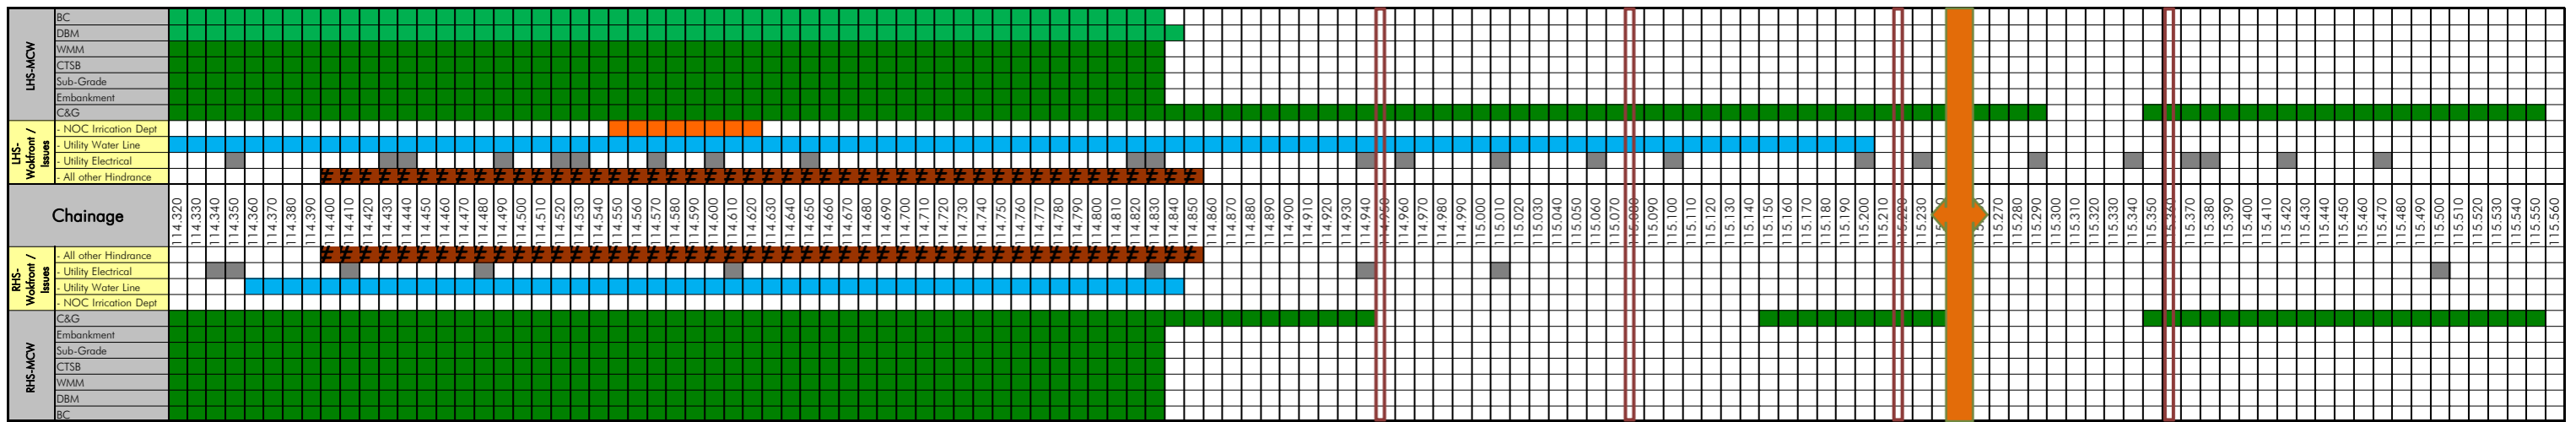 LHS-MCW
BC
DBM
WMM
CTSB
Sub-Grade
Embankment
C&G
LHS-
Wokfront /
Issues
- NOC Irrication Dept
- Utility Water Line
- Utility Electrical
- All other Hindrance ≠ ≠ ≠ ≠ ≠ ≠ ≠ ≠ ≠ ≠ ≠ ≠ ≠ ≠ ≠ ≠ ≠ ≠ ≠ ≠ ≠ ≠ ≠ ≠ ≠ ≠ ≠ ≠ ≠ ≠ ≠ ≠ ≠ ≠ ≠ ≠ ≠ ≠ ≠ ≠ ≠ ≠ ≠ ≠ ≠ ≠
Chainage 114.320 114.330 114.340 114.350 114.360 114.370 114.380 114.390 114.400 114.410 114.420 114.430 114.440 114.450 114.460 114.470 114.480 114.490 114.500 114.510 114.520 114.530 114.540 114.550 114.560 114.570 114.580 114.590 114.600 114.610 114.620 114.630 114.640 114.650 114.660 114.670 114.680 114.690 114.700 114.710 114.720 114.730 114.740 114.750 114.760 114.770 114.780 114.790 114.800 114.810 114.820 114.830 114.840 114.850 114.860 114.870 114.880 114.890 114.900 114.910 114.920 114.930 114.940 114.950 114.960 114.970 114.980 114.990 115.000 115.010 115.020 115.030 115.040 115.050 115.060 115.070 115.080 115.090 115.100 115.110 115.120 115.130 115.140 115.150 115.160 115.170 115.180 115.190 115.200 115.210 115.220 115.230 115.270 115.280 115.290 115.300 115.310 115.320 115.330 115.340 115.350 115.360 115.370 115.380 115.390 115.400 115.410 115.420 115.430 115.440 115.450 115.460 115.470 115.480 115.490 115.500 115.510 115.520 115.530 115.540 115.550 115.560
RHS-
Wokfront /
Issues
- All other Hindrance ≠ ≠ ≠ ≠ ≠ ≠ ≠ ≠ ≠ ≠ ≠ ≠ ≠ ≠ ≠ ≠ ≠ ≠ ≠ ≠ ≠ ≠ ≠ ≠ ≠ ≠ ≠ ≠ ≠ ≠ ≠ ≠ ≠ ≠ ≠ ≠ ≠ ≠ ≠ ≠ ≠ ≠ ≠ ≠ ≠ ≠
- Utility Electrical
- Utility Water Line
- NOC Irrication Dept
RHS-MCW
C&G
Embankment
Sub-Grade
CTSB
WMM
DBM
BC